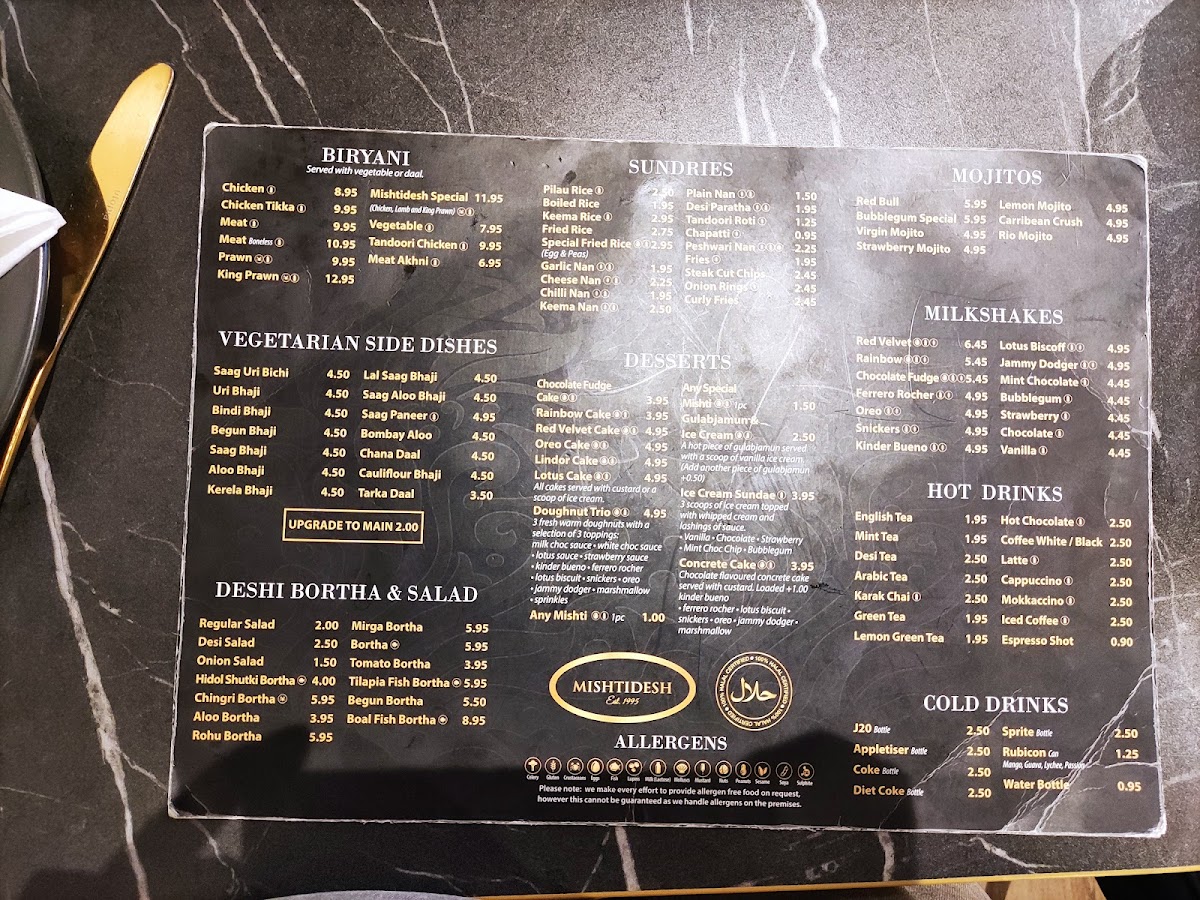 BIRYANI
Served with vegetable or daal.
Chicken 8.95
Chicken Tikka 9.95
Meat 9.95
Meat Boneless 10.95
Prawn 9.95
King Prawn 12.95
Mishtidesh Special 11.95
(Chicken, Lamb and King Prawn)
Vegetable 7.95
Tandoori Chicken 9.95
Meat Akhni 6.95
VEGETARIAN SIDE DISHES
Saag Uri Bichi 4.50
Uri Bhaji 4.50
Bindi Bhaji 4.50
Begun Bhaji 4.50
Saag Bhaji 4.50
Aloo Bhaji 4.50
Kerela Bhaji 4.50
Lal Saag Bhaji 4.50
Saag Aloo Bhaji 4.50
Saag Paneer 4.95
Bombay Aloo 4.50
Chana Daal 4.50
Cauliflour Bhaji 4.50
Tarka Daal 3.50
UPGRADE TO MAIN 2.00
DESHI BORTHA & SALAD
Regular Salad 2.00
Desi Salad 2.50
Onion Salad 1.50
Hidol Shutki Bortha 4.00
Chingri Bortha 5.95
Aloo Bortha 3.95
Rohu Bortha 5.95
Mirga Bortha 5.95
Bortha 5.95
Tomato Bortha 3.95
Tilapia Fish Bortha 5.95
Begun Bortha 5.50
Boal Fish Bortha 8.95
SUNDRIES
Pilau Rice 2.50
Boiled Rice 1.95
Keema Rice 2.95
Fried Rice 2.75
Special Fried Rice 2.95
(Egg & Peas)
Garlic Nan 1.95
Cheese Nan 2.25
Chilli Nan 1.95
Keema Nan 2.50
Plain Nan 1.50
Desi Paratha 1.95
Tandoori Roti 1.25
Chapatti 0.95
Peshwari Nan 2.25
Fries 1.95
Steak Cut Chips 2.45
Onion Rings 2.45
Curly Fries 2.45
DESSERTS
Chocolate Fudge
Cake 3.95
Rainbow Cake 3.95
Red Velvet Cake 4.95
Oreo Cake 4.95
Lindor Cake 4.95
Lotus Cake 4.95
All cakes served with custard or a
scoop of ice cream.
Doughnut Trio 4.95
3 fresh warm doughnuts with a
selection of 3 toppings:
milk choc sauce • white choc sauce
• lotus sauce • strawberry sauce
• kinder bueno • ferrero rocher
• lotus biscuit • snickers • oreo
• jammy dodger • marshmallow
• sprinkles
Any Mishti 1pc 1.00
Any Special
Mishti 1pc 1.50
Gulabjamun &
Ice Cream 2.50
A hot piece of gulabjamun served
with a scoop of vanilla ice cream
(Add another piece of gulabjamun
+0.50)
Ice Cream Sundae 3.95
3 scoops of ice cream topped
with whipped cream and
lashings of sauce.
• Vanilla • Chocolate • Strawberry
• Mint Choc Chip • Bubblegum
Concrete Cake 3.95
Chocolate flavoured concrete cake
served with custard. Loaded +1.00
kinder bueno
• ferrero rocher • lotus biscuit •
snickers • oreo • jammy dodger •
marshmallow
MISHTIDESH
Est. 1995
100% HALAL CERTIFIED
حلال
ALLERGENS
Celery Gluten Crustaceans Eggs Fish Lupins Milk (Lactose) Molluscs Mustard Nuts Peanuts Sesame Soya Sulphite
Please note: we make every effort to provide allergen free food on request,
however this cannot be guaranteed as we handle allergens on the premises.
MOJITOS
Red Bull 5.95
Bubblegum Special 5.95
Virgin Mojito 4.95
Strawberry Mojito 4.95
Lemon Mojito 4.95
Carribean Crush 4.95
Rio Mojito 4.95
MILKSHAKES
Red Velvet 6.45
Rainbow 5.45
Chocolate Fudge 5.45
Ferrero Rocher 4.95
Oreo 4.95
Snickers 4.95
Kinder Bueno 4.95
Lotus Biscoff 4.95
Jammy Dodger 4.95
Mint Chocolate 4.45
Bubblegum 4.45
Strawberry 4.45
Chocolate 4.45
Vanilla 4.45
HOT DRINKS
English Tea 1.95
Mint Tea 1.95
Desi Tea 2.50
Arabic Tea 2.50
Karak Chai 2.50
Green Tea 1.95
Lemon Green Tea 1.95
Hot Chocolate 2.50
Coffee White / Black 2.50
Latte 2.50
Cappuccino 2.50
Mokkaccino 2.50
Iced Coffee 2.50
Espresso Shot 0.90
COLD DRINKS
J20 Bottle 2.50
Appletiser Bottle 2.50
Coke Bottle 2.50
Diet Coke Bottle 2.50
Sprite Bottle 2.50
Rubicon Can 1.25
Mango, Guava, Lychee, Passion
Water Bottle 0.95